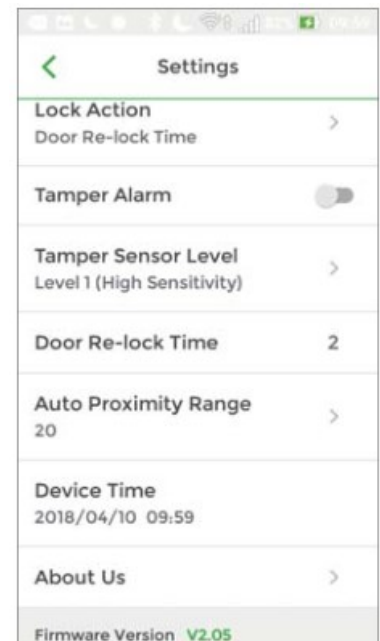 Settings
Lock Action
Door Re-lock Time
Tamper Alarm
Tamper Sensor Level
Level 1 (High Sensitivity)
Door Re-lock Time 2
Auto Proximity Range
20
Device Time
2018/04/10 09:59
About Us
Firmware Version V2.05